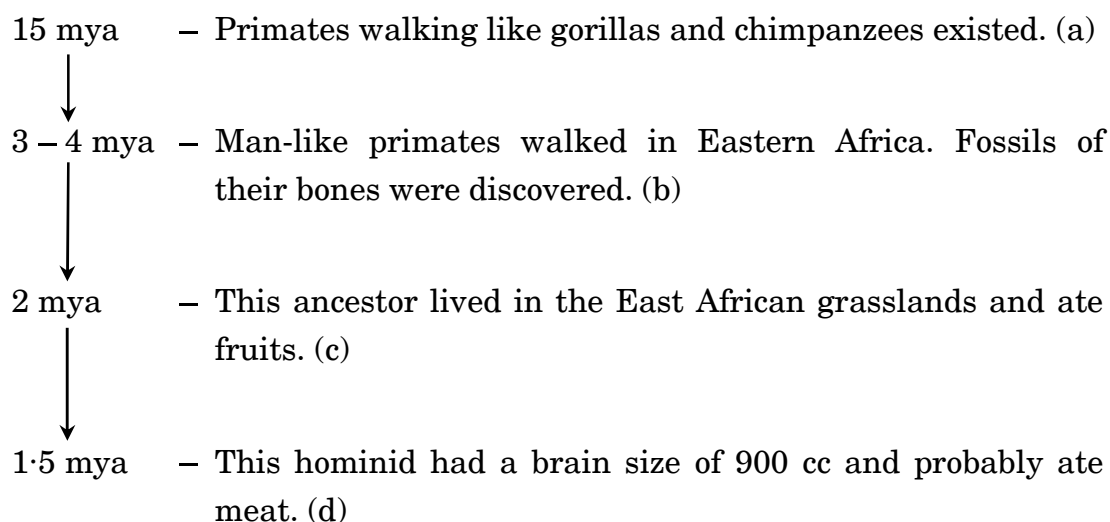 15 mya – Primates walking like gorillas and chimpanzees existed. (a)
3 – 4 mya – Man-like primates walked in Eastern Africa. Fossils of
their bones were discovered. (b)
2 mya – This ancestor lived in the East African grasslands and ate
fruits. (c)
1·5 mya – This hominid had a brain size of 900 cc and probably ate
meat. (d)